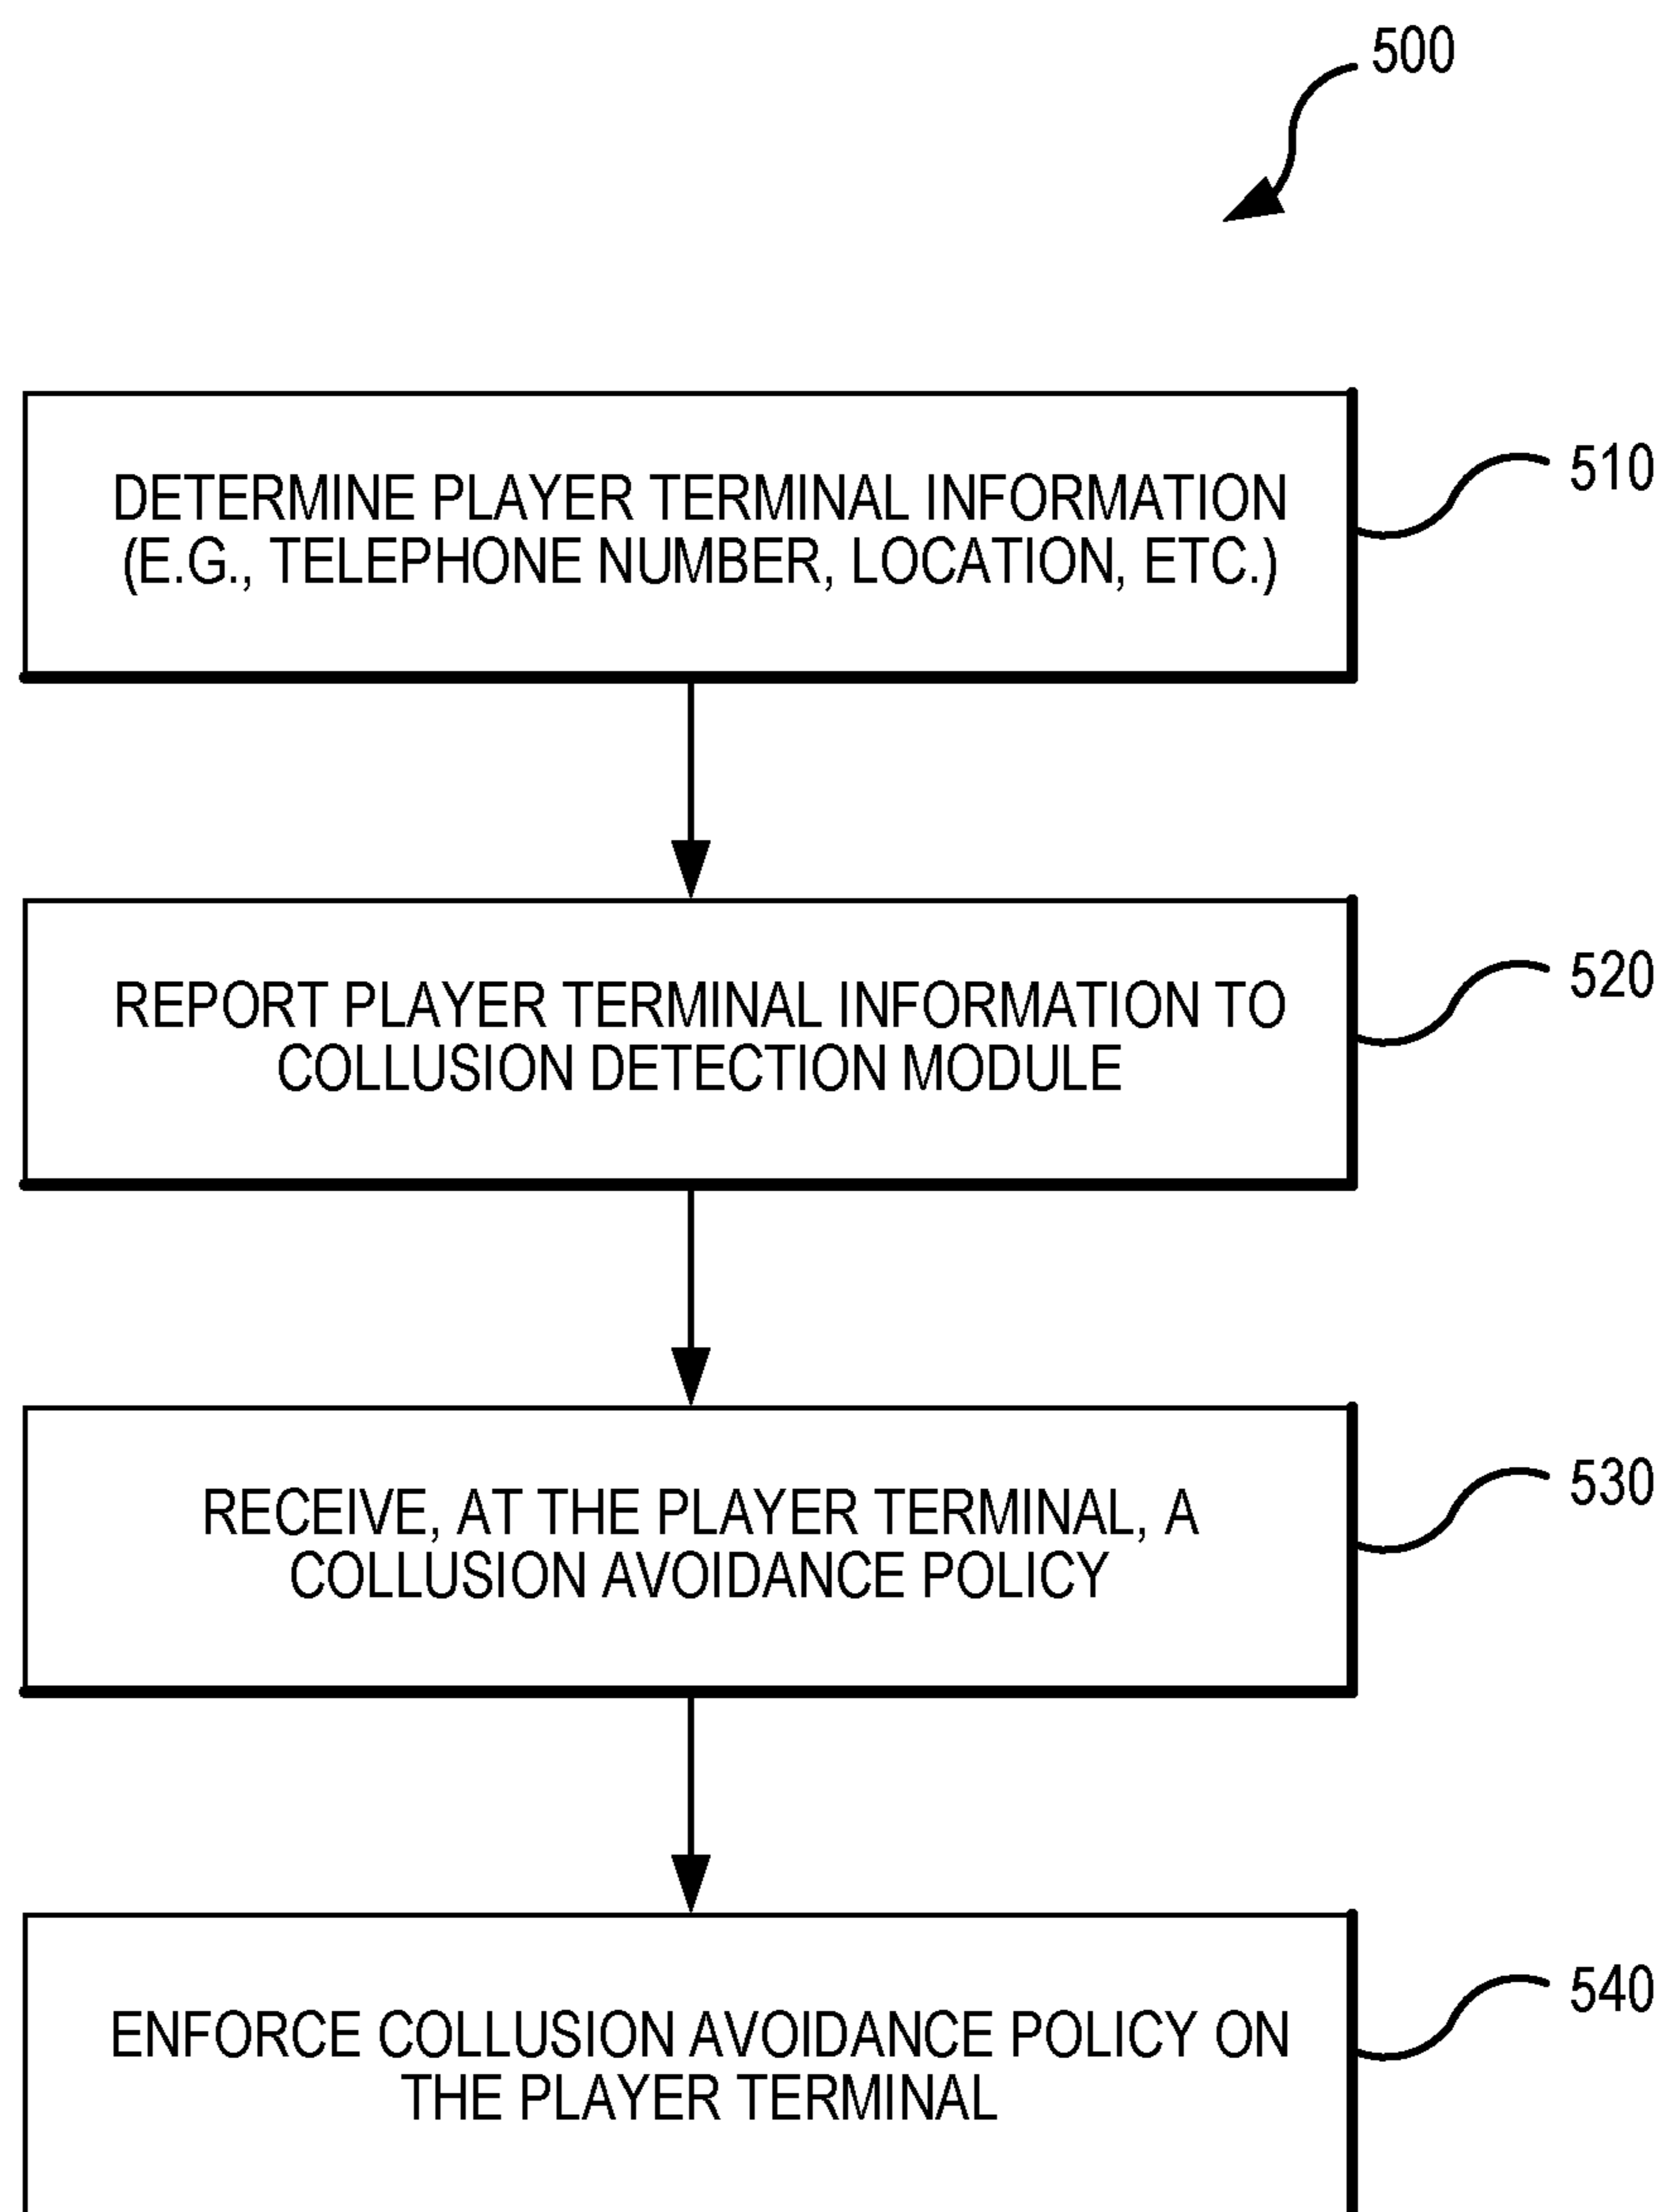 500
DETERMINE PLAYER TERMINAL INFORMATION
(E.G., TELEPHONE NUMBER, LOCATION, ETC.)
510
REPORT PLAYER TERMINAL INFORMATION TO
COLLUSION DETECTION MODULE
520
RECEIVE, AT THE PLAYER TERMINAL, A
COLLUSION AVOIDANCE POLICY
530
ENFORCE COLLUSION AVOIDANCE POLICY ON
THE PLAYER TERMINAL
540